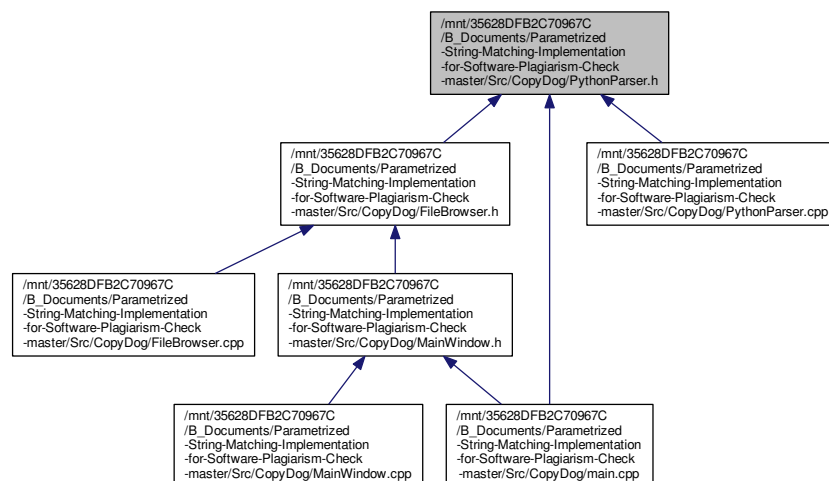 /mnt/35628DFB2C70967C
/B_Documents/Parametrized
-String-Matching-Implementation
-for-Software-Plagiarism-Check
-master/Src/CopyDog/PythonParser.h
/mnt/35628DFB2C70967C
/B_Documents/Parametrized
-String-Matching-Implementation
-for-Software-Plagiarism-Check
-master/Src/CopyDog/FileBrowser.h
/mnt/35628DFB2C70967C
/B_Documents/Parametrized
-String-Matching-Implementation
-for-Software-Plagiarism-Check
-master/Src/CopyDog/PythonParser.cpp
/mnt/35628DFB2C70967C
/B_Documents/Parametrized
-String-Matching-Implementation
-for-Software-Plagiarism-Check
-master/Src/CopyDog/FileBrowser.cpp
/mnt/35628DFB2C70967C
/B_Documents/Parametrized
-String-Matching-Implementation
-for-Software-Plagiarism-Check
-master/Src/CopyDog/MainWindow.h
/mnt/35628DFB2C70967C
/B_Documents/Parametrized
-String-Matching-Implementation
-for-Software-Plagiarism-Check
-master/Src/CopyDog/MainWindow.cpp
/mnt/35628DFB2C70967C
/B_Documents/Parametrized
-String-Matching-Implementation
-for-Software-Plagiarism-Check
-master/Src/CopyDog/main.cpp